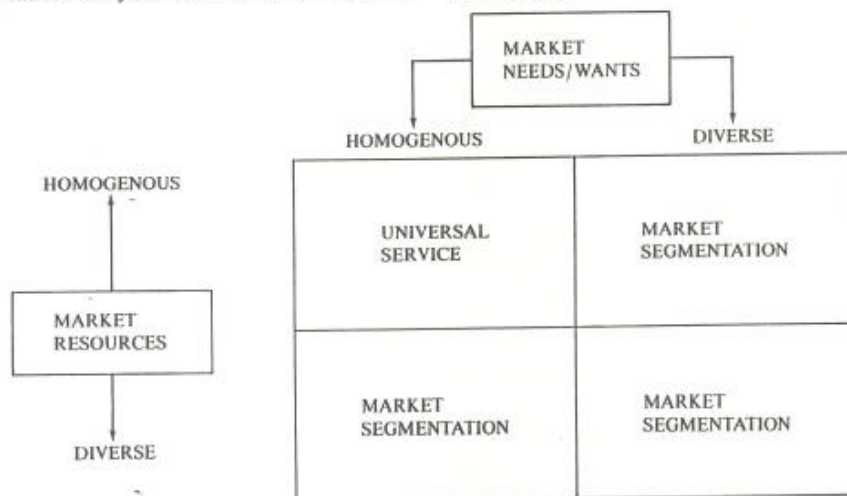 MARKET
NEEDS/WANTS
HOMOGENOUS
DIVERSE
HOMOGENOUS
UNIVERSAL
SERVICE
MARKET
SEGMENTATION
MARKET
RESOURCES
MARKET
SEGMENTATION
MARKET
SEGMENTATION
DIVERSE